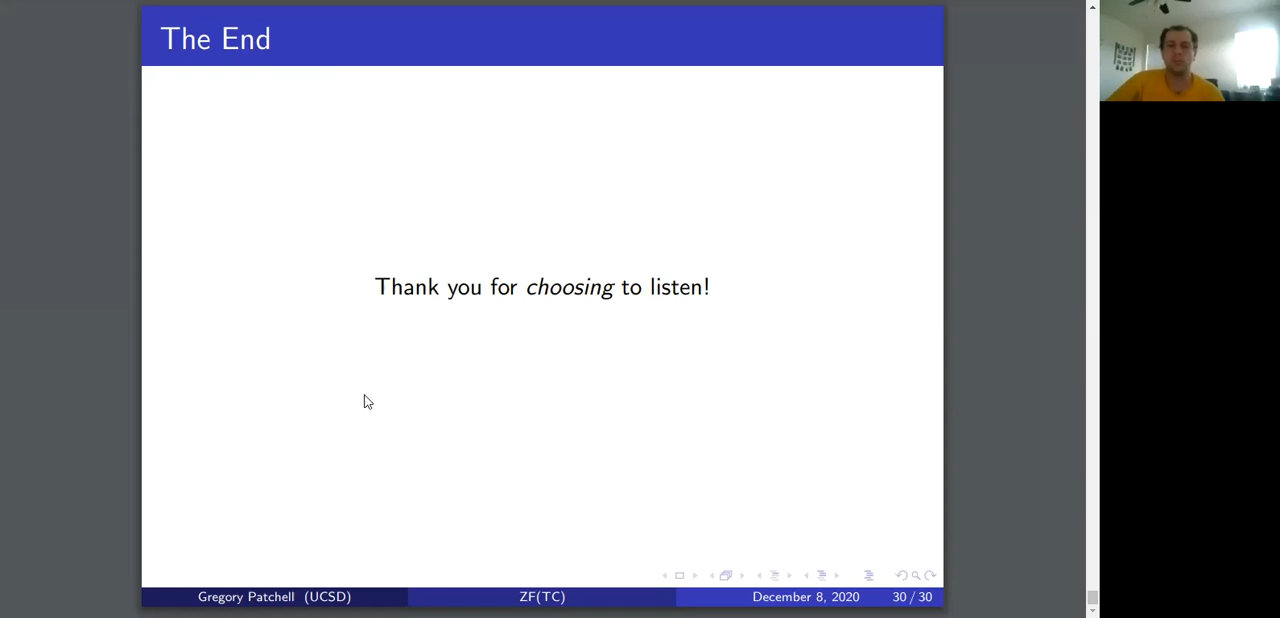 The End
Thank you for choosing to listen!
Gregory Patchell (UCSD) ZF(TC) December 8, 2020 30 / 30